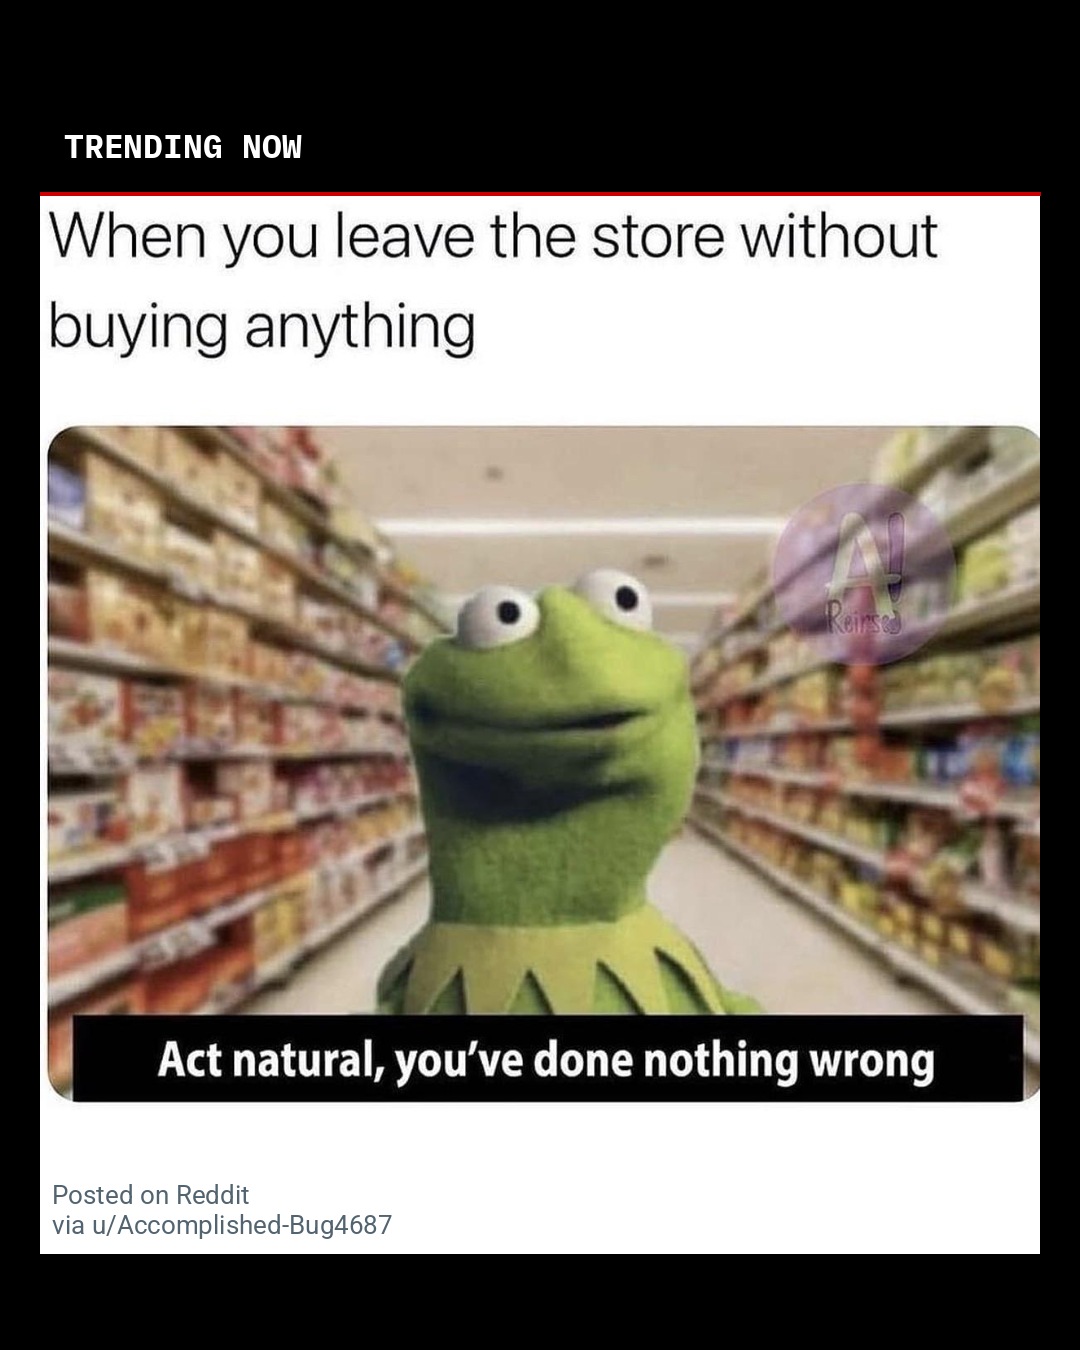 TRENDING NOW
When you leave the store without
buying anything
A!
Reirsed
Act natural, you've done nothing wrong
Posted on Reddit
via u/Accomplished-Bug4687